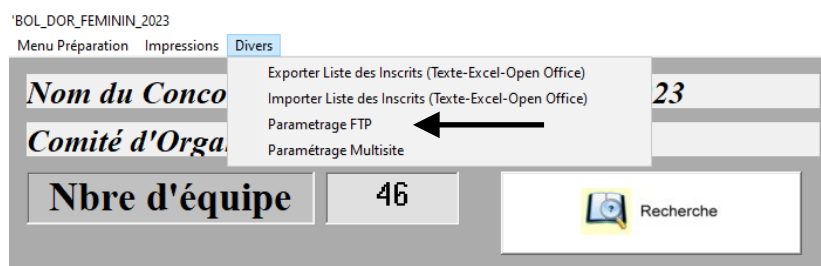 'BOL_DOR_FEMININ_2023
Menu Préparation Impressions Divers
Exporter Liste des Inscrits (Texte-Excel-Open Office)
Importer Liste des Inscrits (Texte-Excel-Open Office)
Parametrage FTP
Paramétrage Multisite
Nom du Conco 23
Comité d'Orga
Nbre d'équipe 46
Recherche